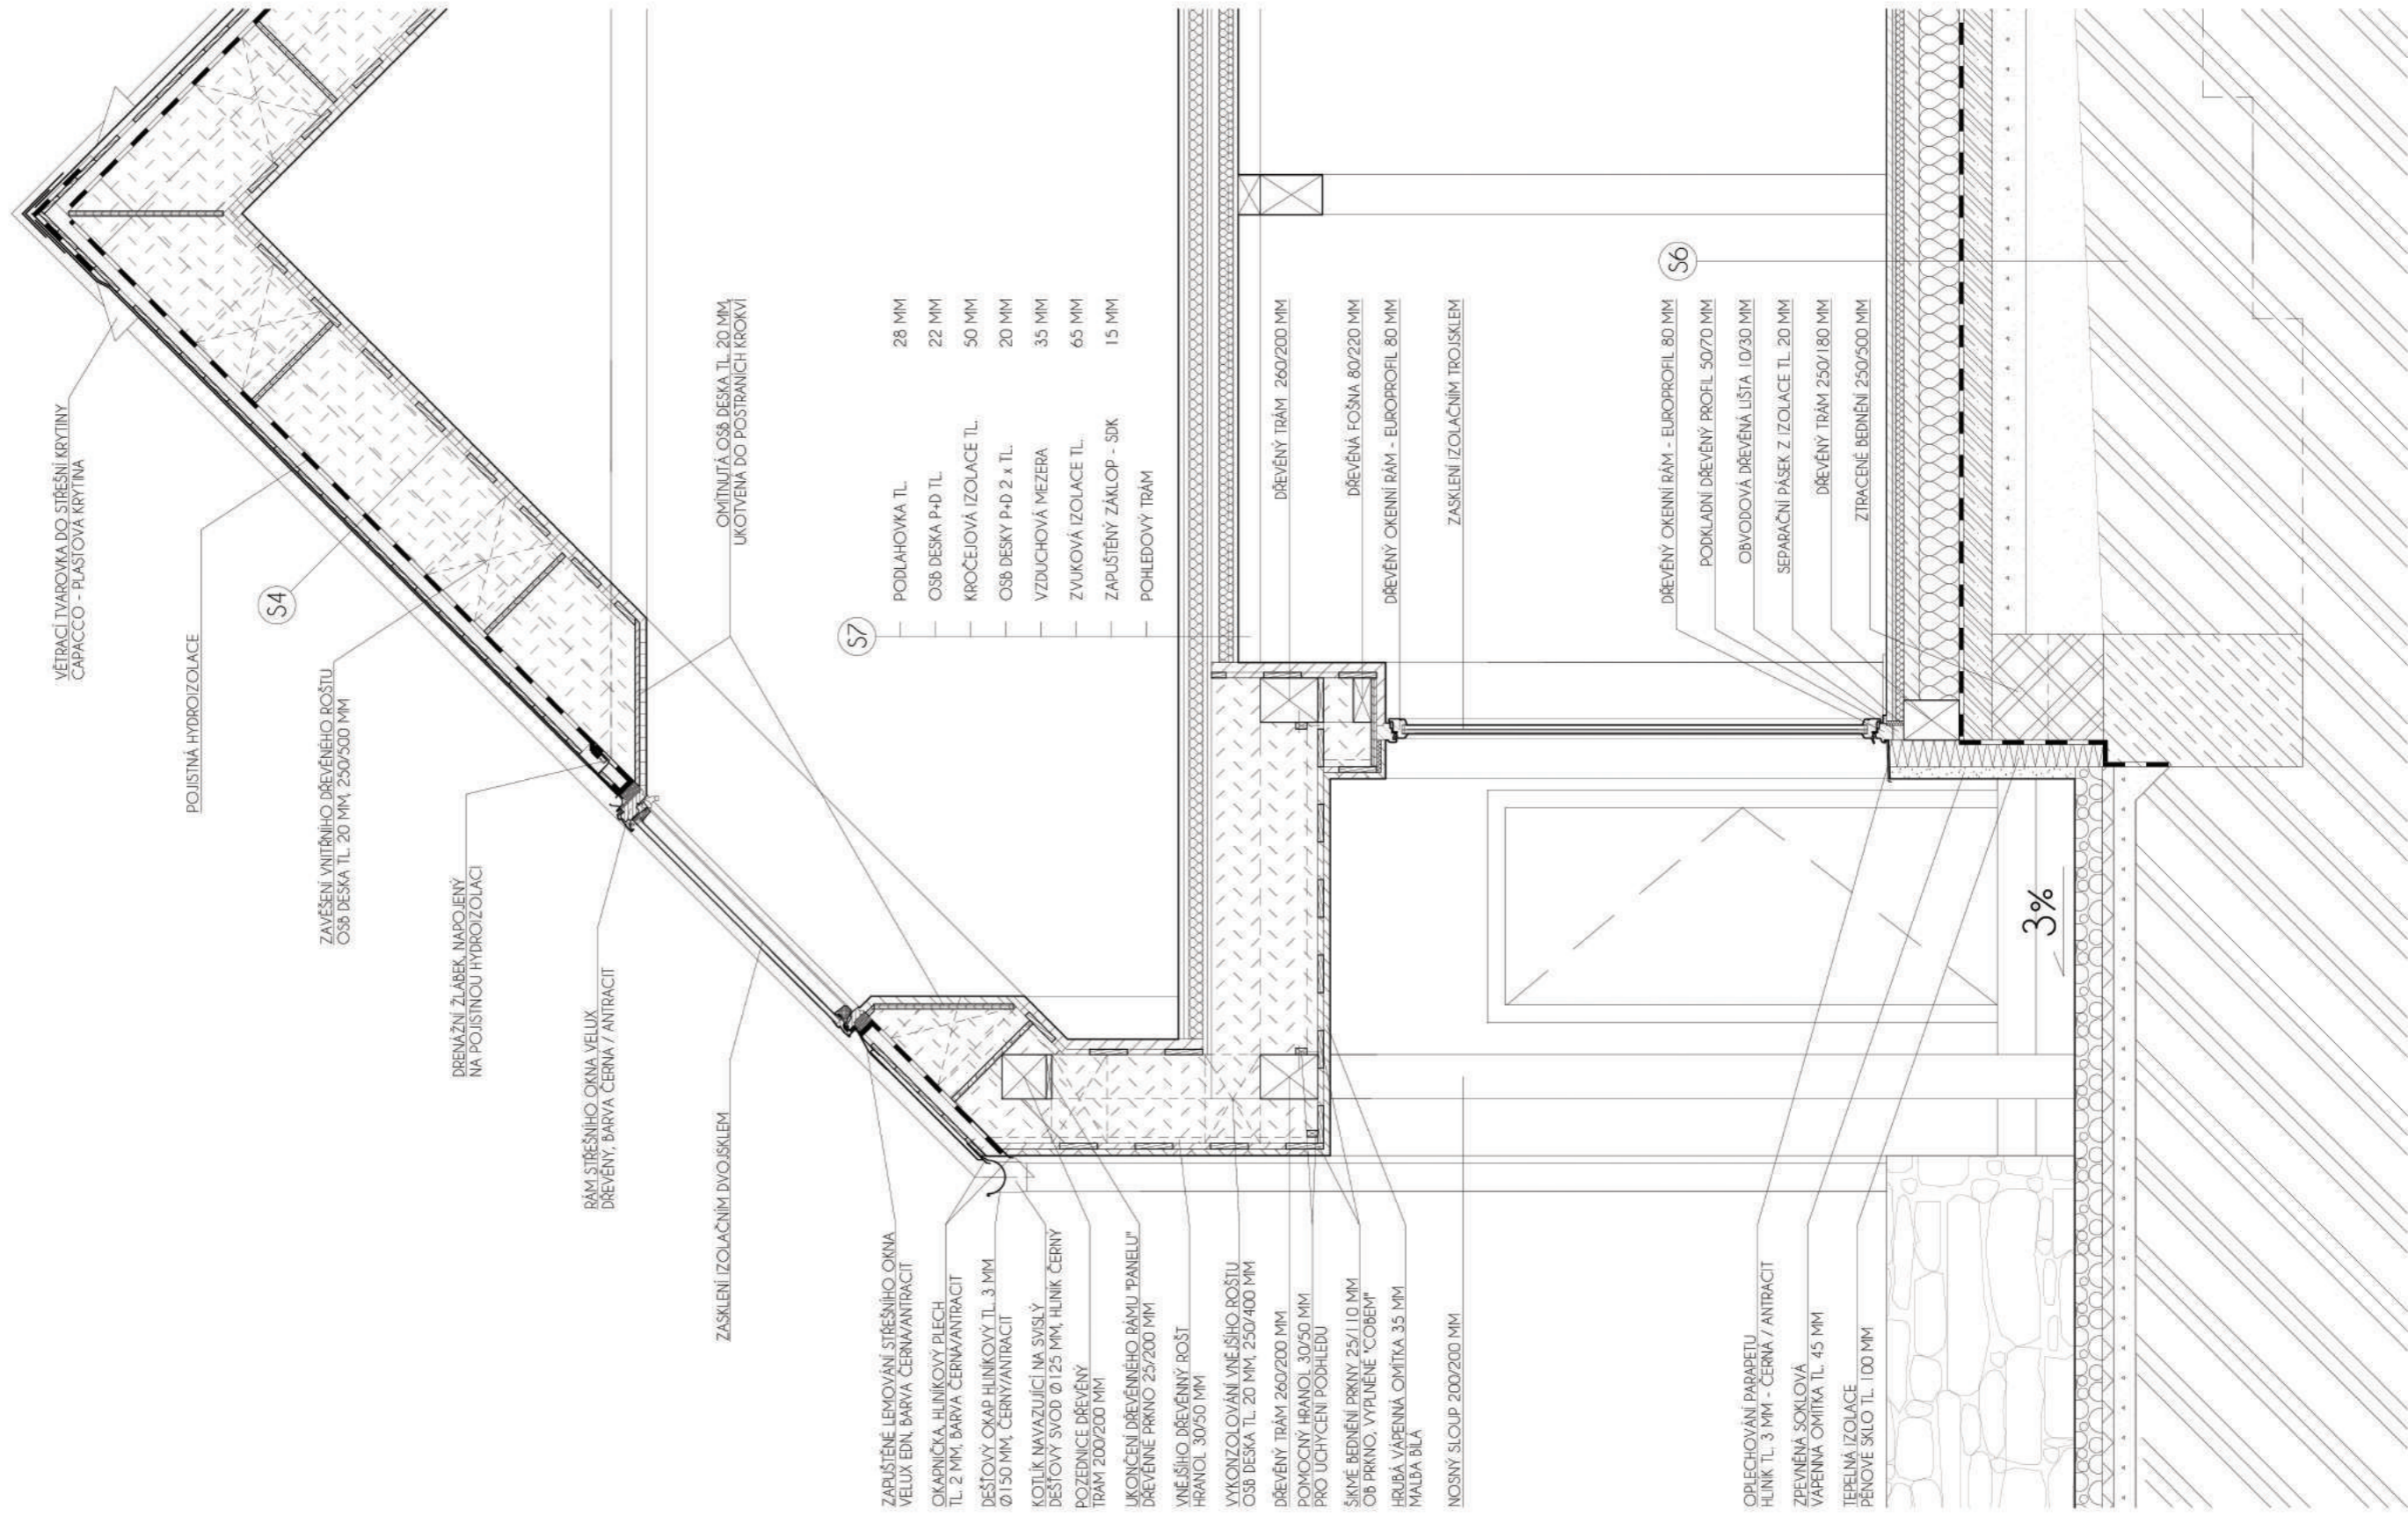 VĚTRACÍ TVAROVKA DO STŘEŠNÍ KRYTINY
CAPACCO - PLASTOVÁ KRYTINA
POJISTNÁ HYDROIZOLACE
S4
ZAVĚŠENÍ VNITŘNÍHO DŘEVĚNÉHO ROŠTU
OSB DESKA TL. 20 MM, 250/500 MM
DRENÁŽNÍ ŽLÁBEK, NAPOJENÝ
NA POJISTNOU HYDROIZOLACI
RÁM STŘEŠNÍHO OKNA VELUX
DŘEVĚNÝ, BARVA ČERNÁ / ANTRACIT
ZASKLENÍ IZOLAČNÍM DVOJSKLEM
OMÍTNUTÁ OSB DESKA TL. 20 MM,
UKOTVENÁ DO POSTRANÍCH KROKVÍ
S7
PODLAHOVKA TL. 28 MM
OSB DESKA P+D TL. 22 MM
KROČEJOVÁ IZOLACE TL. 50 MM
OSB DESKY P+D 2 x TL. 20 MM
VZDUCHOVÁ MEZERA 35 MM
ZVUKOVÁ IZOLACE TL. 65 MM
ZAPUŠTĚNÝ ZÁKLOP - SDK 15 MM
POHLEDOVÝ TRÁM
ZAPUŠTĚNÉ LEMOVÁNÍ STŘEŠNÍHO OKNA
VELUX EDN, BARVA ČERNÁ/ANTRACIT
OKAPNIČKA, HLINÍKOVÝ PLECH
TL. 2 MM, BARVA ČERNÁ/ANTRACIT
DEŠŤOVÝ OKAP HLINÍKOVÝ TL. 3 MM
Ø150 MM, ČERNÝ/ANTRACIT
KOTLÍK NAVAZUJÍCÍ NA SVISLÝ
DEŠŤOVÝ SVOD Ø125 MM, HLINÍK ČERNÝ
POZEDNICE DŘEVĚNÝ
TRÁM 200/200 MM
UKONČENÍ DŘEVĚNNÉHO RÁMU "PANELU"
DŘEVĚNNÉ PRKNO 25/200 MM
VNĚJŠÍHO DŘEVĚNNÝ ROŠT
HRANOL 30/50 MM
VYKONZOLOVÁNÍ VNĚJŠÍHO ROŠTU
OSB DESKA TL. 20 MM, 250/400 MM
DŘEVĚNÝ TRÁM 260/200 MM
POMOCNÝ HRANOL 30/50 MM
PRO UCHYCENÍ PODHLEDU
ŠIKMÉ BEDNĚNÍ PRKNY 25/110 MM
OB PRKNO, VYPLNĚNÉ "COBEM"
HRUBÁ VÁPENNÁ OMÍTKA 35 MM
MALBA BÍLÁ
NOSNÝ SLOUP 200/200 MM
DŘEVĚNÝ TRÁM 260/200 MM
DŘEVĚNÁ FOŠNA 80/220 MM
DŘEVĚNÝ OKENNÍ RÁM - EUROPROFIL 80 MM
ZASKLENÍ IZOLAČNÍM TROJSKLEM
S6
DŘEVĚNÝ OKENNÍ RÁM - EUROPROFIL 80 MM
PODKLADNÍ DŘEVĚNÝ PROFIL 50/70 MM
OBVODOVÁ DŘEVĚNÁ LIŠTA 10/30 MM
SEPARAČNÍ PÁSEK Z IZOLACE TL. 20 MM
DŘEVĚNÝ TRÁM 250/180 MM
ZTRACENÉ BEDNĚNÍ 250/500 MM
3%
OPLECHOVÁNÍ PARAPETU
HLINÍK TL. 3 MM - ČERNÁ / ANTRACIT
ZPEVNĚNÁ SOKLOVÁ
VÁPENNÁ OMÍTKA TL. 45 MM
TEPELNÁ IZOLACE
PĚNOVÉ SKLO TL. 100 MM